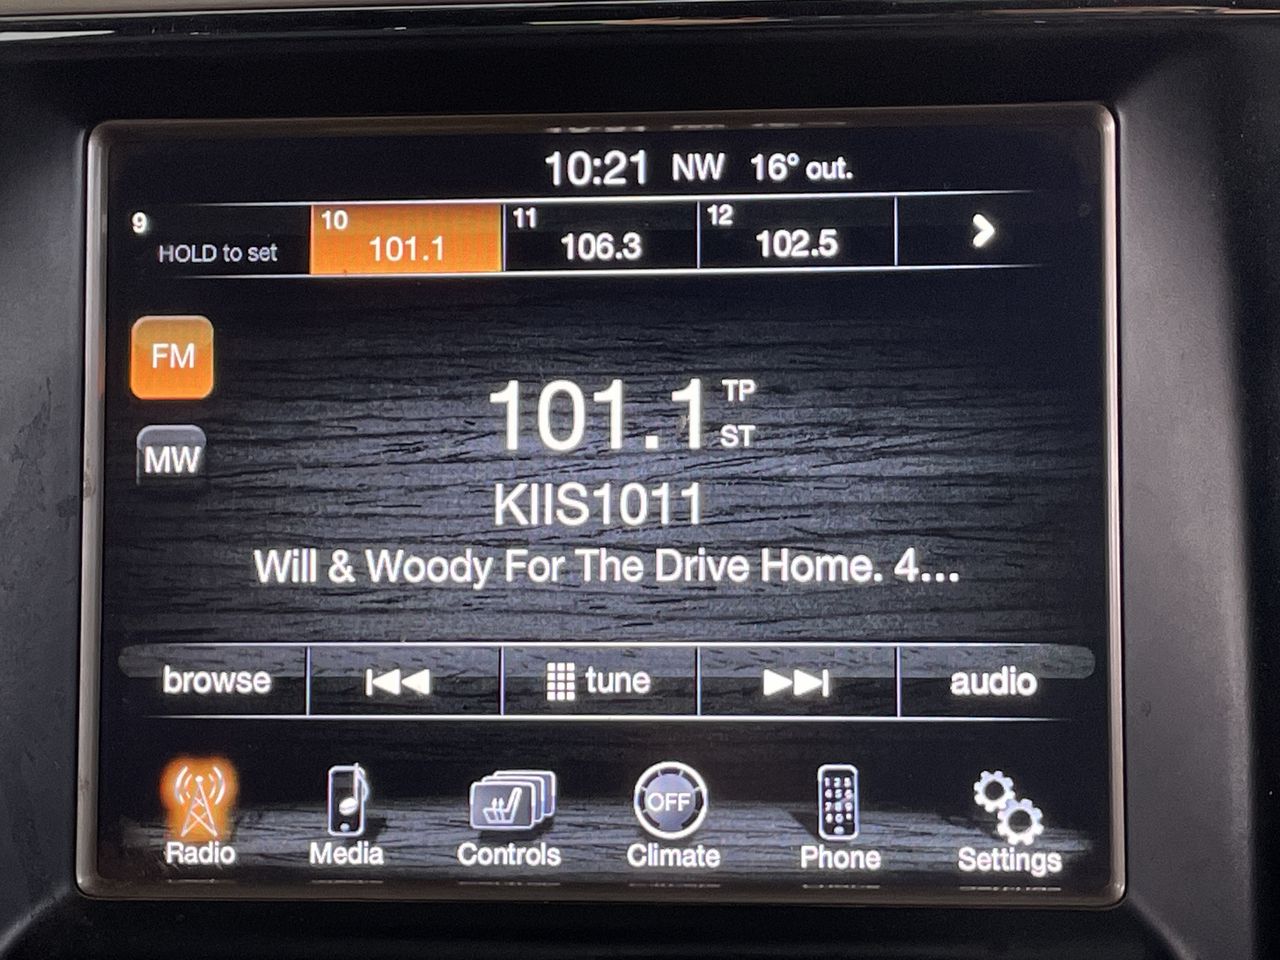 10:21 NW 16° out.
9 HOLD to set
10 101.1
11 106.3
12 102.5
FM
MW
101.1 TP ST
KIIS1011
Will & Woody For The Drive Home. 4...
browse tune audio
OFF
Radio Media Controls Climate Phone Settings